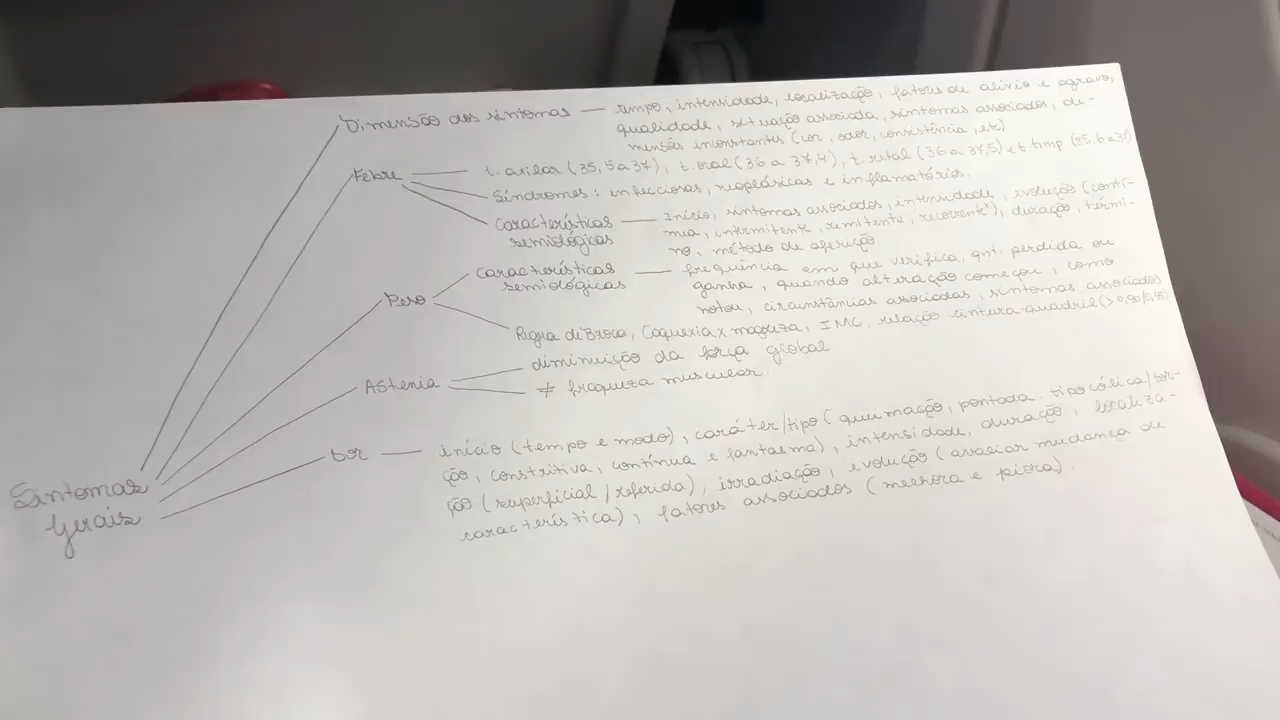 Dimensão dos sintomas — tempo, intensidade, localização, fatores de alívio e agravo,
qualidade, situação associada, sintomas associados, di-
mensões inconstantes (cor, odor, consistência, etc)
Febre — t. axilar (35,5 a 37), t. oral (36 a 37,4), t. retal (36 a 37,5) e t. timp (35,6 a 37)
Síndromes: infecciosas, neoplásicas e inflamatórias.
Características semiológicas — Início, sintomas associados, intensidade, evolução (contí-
nua, intermitente, remitente, recorrente*), duração, térmi-
no, método de aferição
Peso
Características semiológicas — frequência em que verifica, qnt. perdida ou
ganha, quando alteração começou, como
notou, circunstâncias associadas, sintomas associados
Regra de Broca, Caquexia x magreza, IMC, relação cintura-quadril (> 0,90/0,85)
Astenia
diminuição da força global
≠ fraqueza muscular.
Dor — início (tempo e modo), caráter/tipo (queimação, pontada, tipo cólica/tor-
ção, constritiva, contínua e fantasma), intensidade, duração, localiza-
ção (superficial/referida), irradiação, evolução (avaliar mudança de
característica), fatores associados (melhora e piora).
Sintomas
Gerais